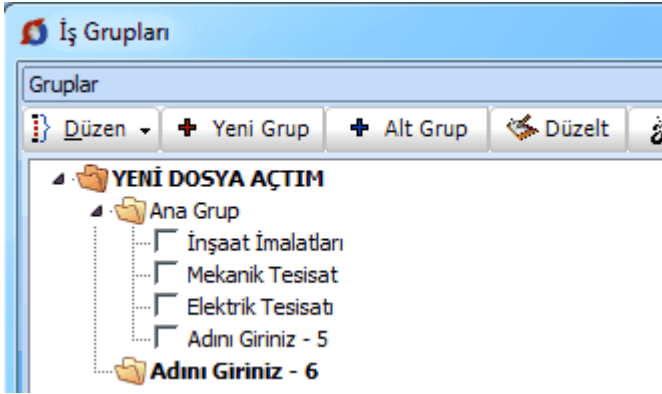 İş Grupları
Gruplar
Düzen Yeni Grup Alt Grup Düzelt
YENİ DOSYA AÇTIM
Ana Grup
İnşaat İmalatları
Mekanik Tesisat
Elektrik Tesisatı
Adını Giriniz - 5
Adını Giriniz - 6